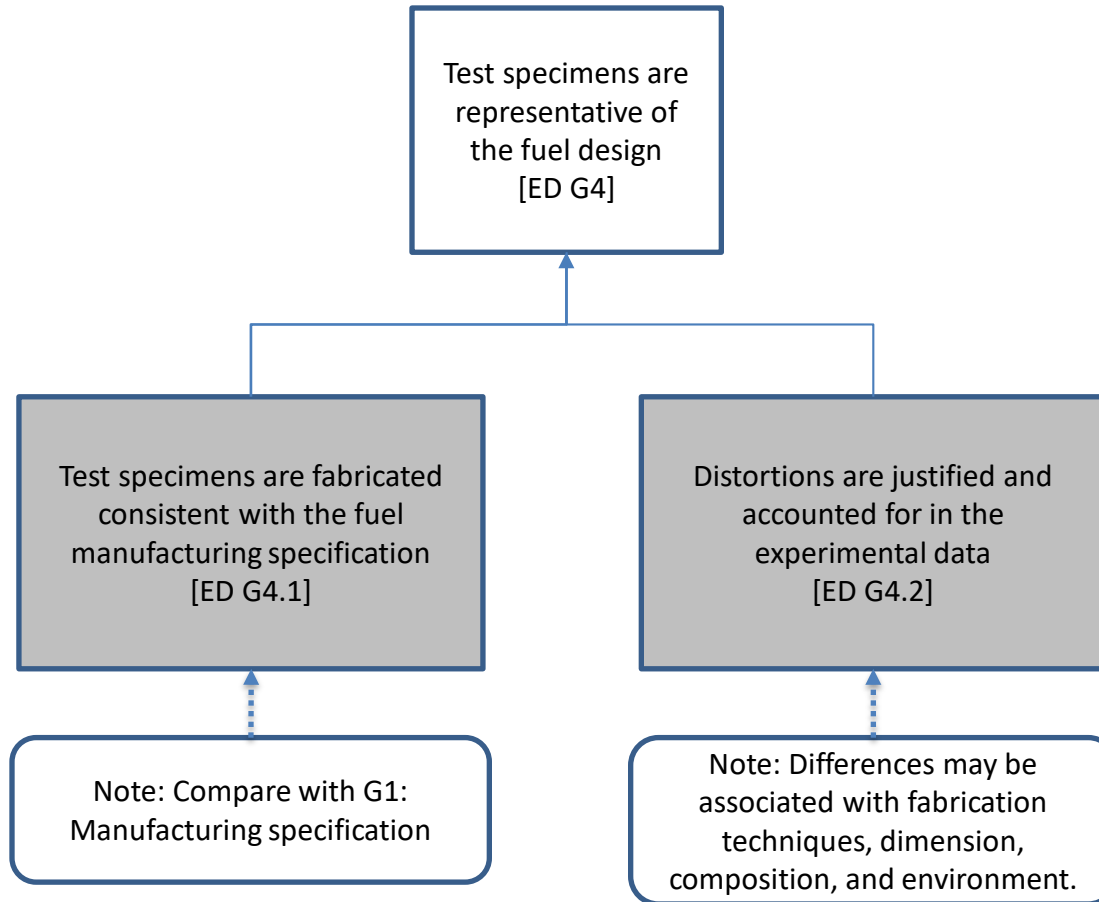 Test specimens are
representative of
the fuel design
[ED G4]
Test specimens are fabricated
consistent with the fuel
manufacturing specification
[ED G4.1]
Distortions are justified and
accounted for in the
experimental data
[ED G4.2]
Note: Compare with G1:
Manufacturing specification
Note: Differences may be
associated with fabrication
techniques, dimension,
composition, and environment.